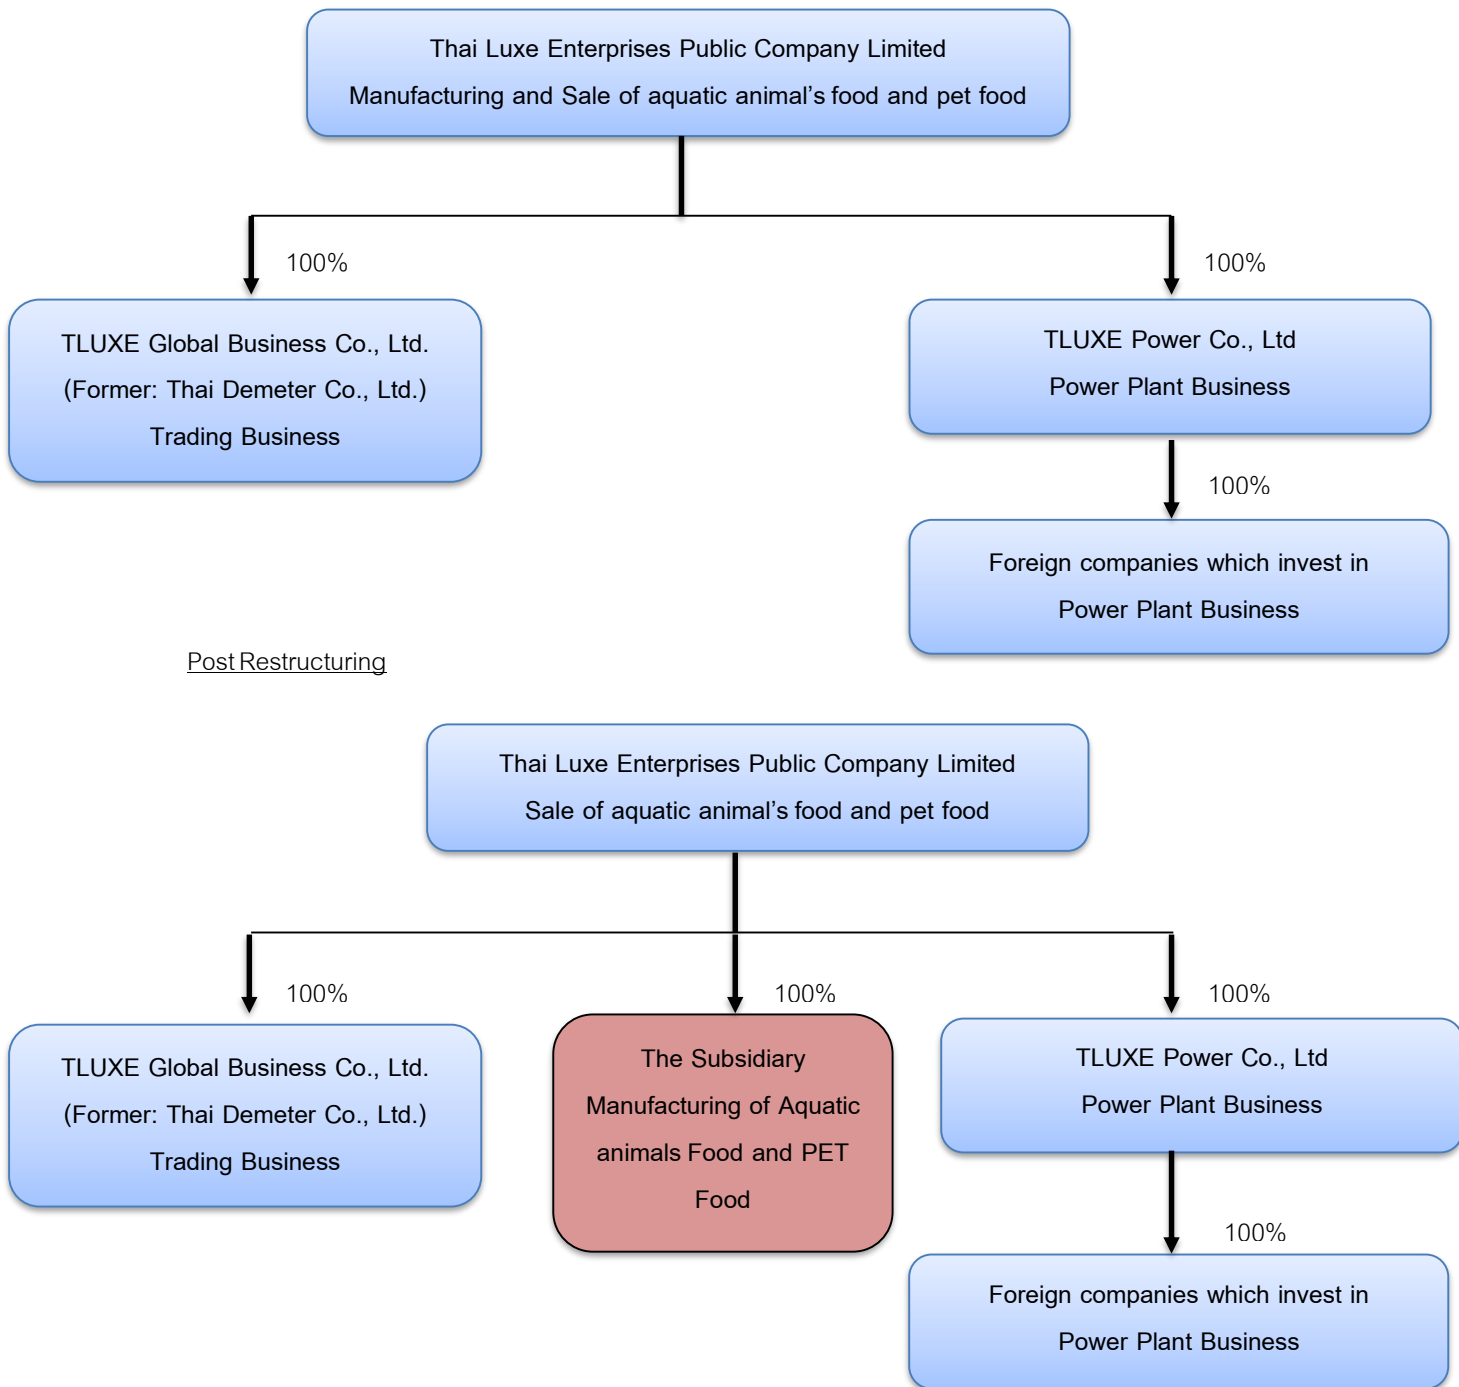 Thai Luxe Enterprises Public Company Limited
Manufacturing and Sale of aquatic animal’s food and pet food
100%
100%
TLUXE Global Business Co., Ltd.
(Former: Thai Demeter Co., Ltd.)
Trading Business
TLUXE Power Co., Ltd
Power Plant Business
100%
Foreign companies which invest in
Power Plant Business
Post Restructuring
Thai Luxe Enterprises Public Company Limited
Sale of aquatic animal’s food and pet food
100%
100%
100%
TLUXE Global Business Co., Ltd.
(Former: Thai Demeter Co., Ltd.)
Trading Business
The Subsidiary
Manufacturing of Aquatic
animals Food and PET
Food
TLUXE Power Co., Ltd
Power Plant Business
100%
Foreign companies which invest in
Power Plant Business